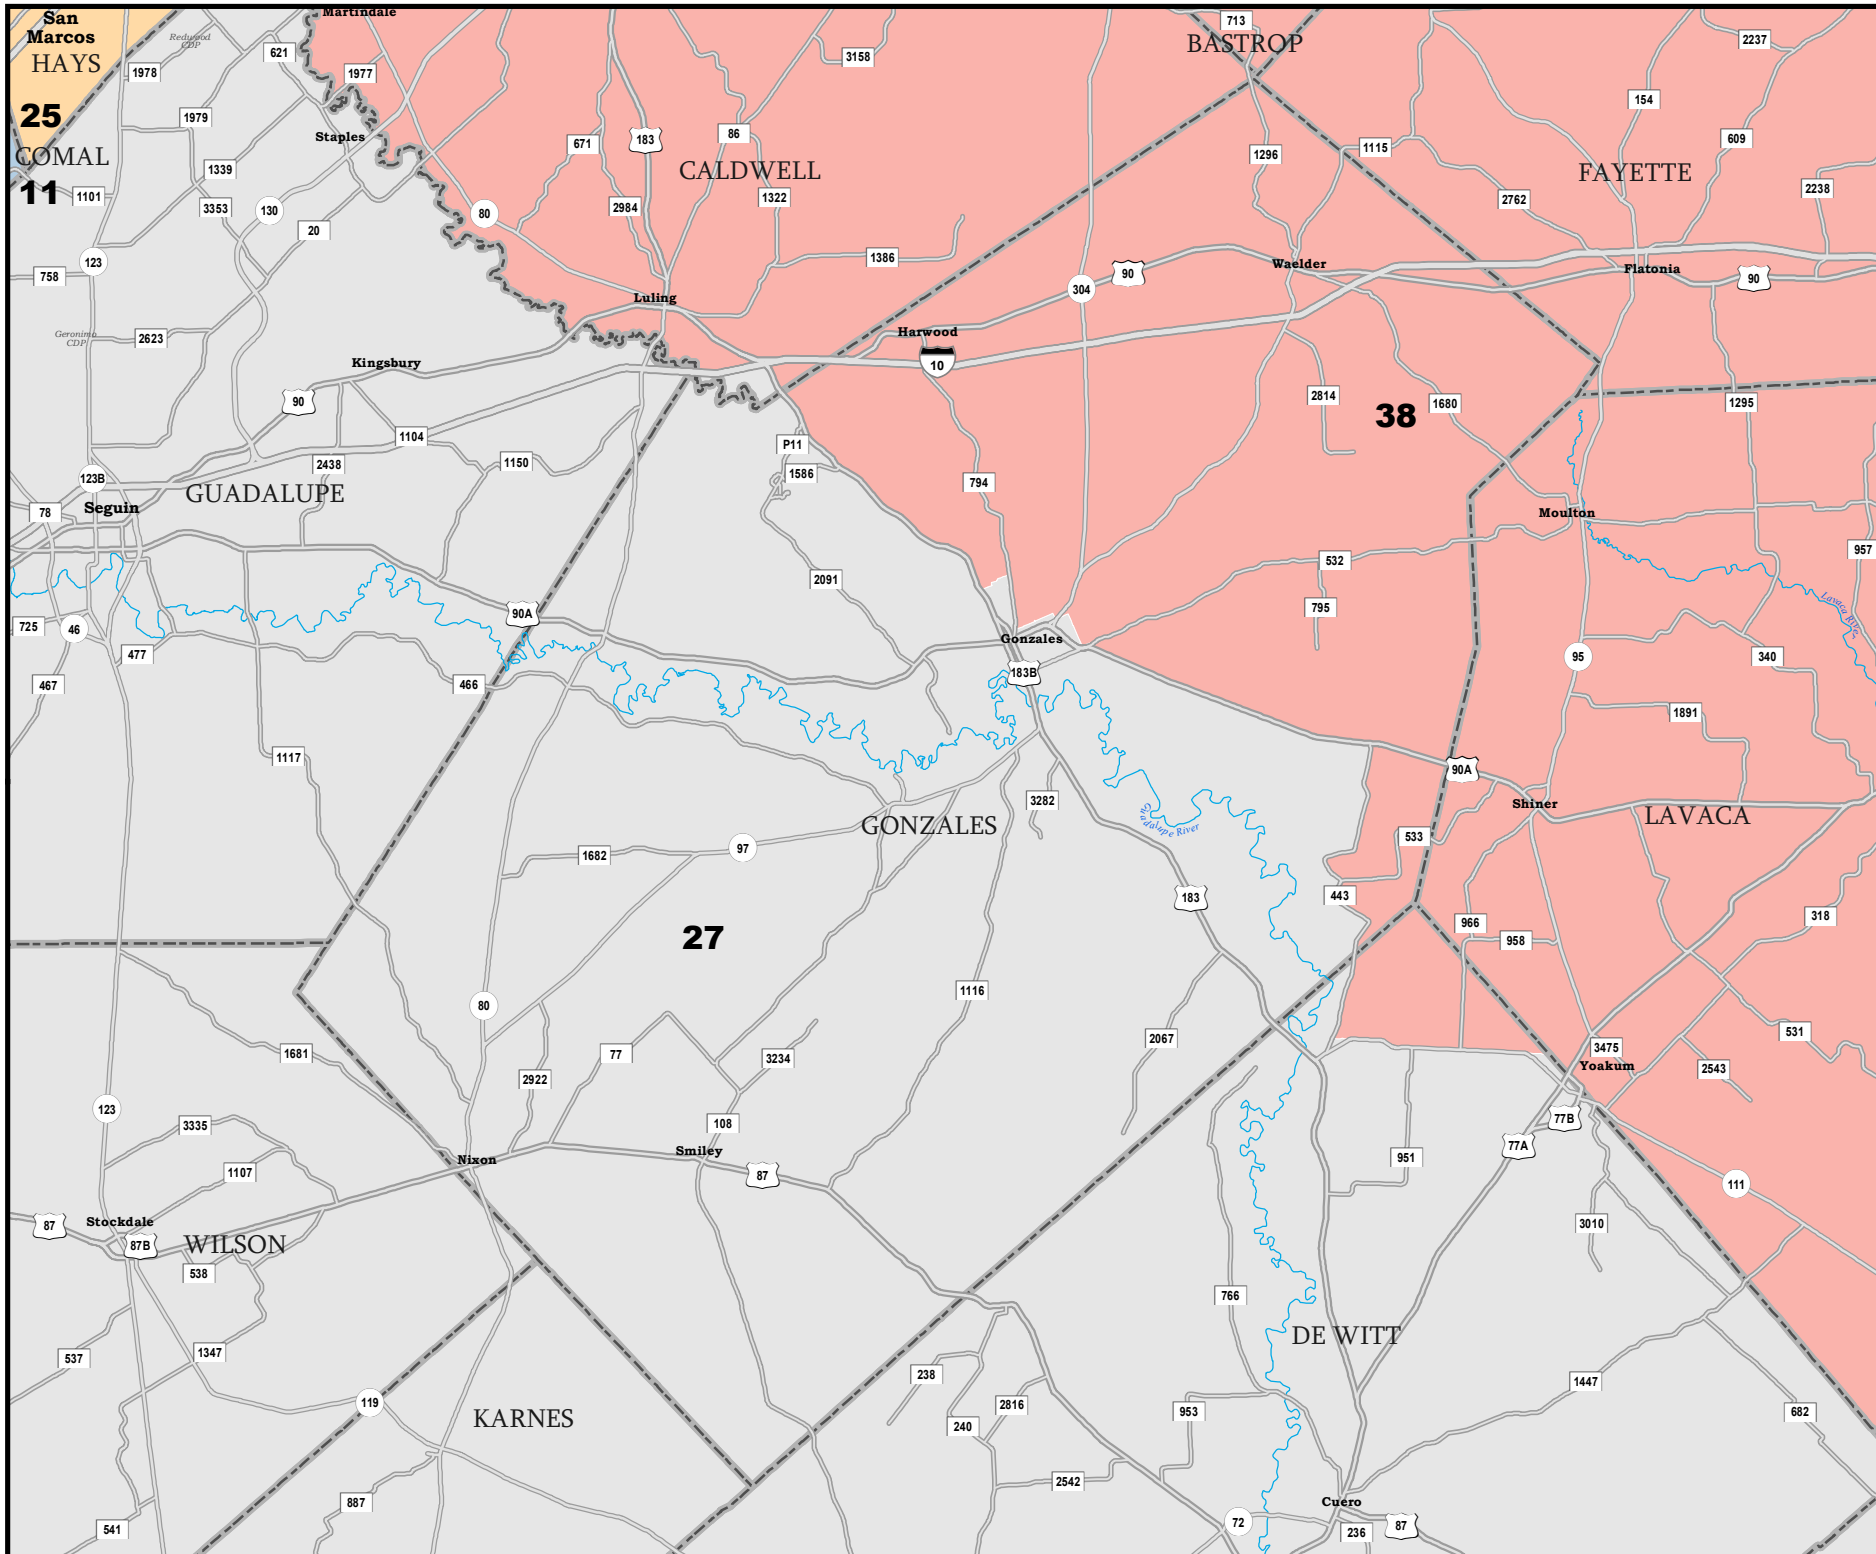 San
Marcos
HAYS
25
COMAL
11
Redwood
CDP
Martindale
1978
621
1977
1979
Staples
1339
1101
3353
130
20
123
758
Geronimo
CDP
2623
Kingsbury
90
1104
2438
1150
123B
GUADALUPE
78
Seguin
3158
713
BASTROP
2237
154
609
671
183
86
CALDWELL
1322
2984
80
1386
Luling
1296
1115
FAYETTE
2762
2238
90
Waelder
304
Flatonia
90
Harwood
10
2814
38
1680
1295
P11
1586
794
Moulton
532
957
2091
795
Lavaca River
90A
725
46
477
467
466
Gonzales
183B
95
340
1891
1117
90A
3282
Guadalupe River
Shiner
LAVACA
GONZALES
97
1682
533
443
183
966
958
318
27
80
1116
2067
531
1681
77
3234
2922
3475
Yoakum
2543
123
3335
108
77B
77A
Nixon
Smiley
87
951
1107
111
87
Stockdale
87B
WILSON
538
3010
766
DE WITT
537
1347
238
1447
119
KARNES
2816
240
953
682
2542
887
541
Cuero
72
236
87